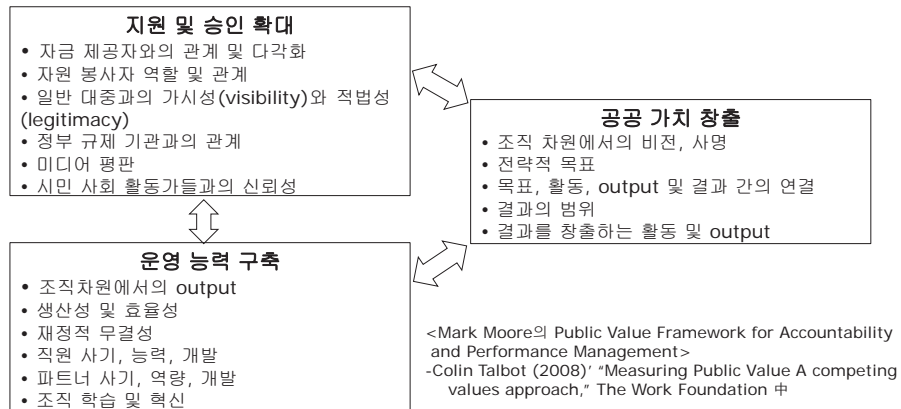 지원 및 승인 확대
• 자금 제공자와의 관계 및 다각화
• 자원 봉사자 역할 및 관계
• 일반 대중과의 가시성(visibility)와 적법성
(legitimacy)
• 정부 규제 기관과의 관계
• 미디어 평판
• 시민 사회 활동가들과의 신뢰성
공공 가치 창출
• 조직 차원에서의 비전, 사명
• 전략적 목표
• 목표, 활동, output 및 결과 간의 연결
• 결과의 범위
• 결과를 창출하는 활동 및 output
운영 능력 구축
• 조직차원에서의 output
• 생산성 및 효율성
• 재정적 무결성
• 직원 사기, 능력, 개발
• 파트너 사기, 역량, 개발
• 조직 학습 및 혁신
<Mark Moore의 Public Value Framework for Accountability
and Performance Management>
-Colin Talbot (2008)' "Measuring Public Value A competing
values approach," The Work Foundation 中